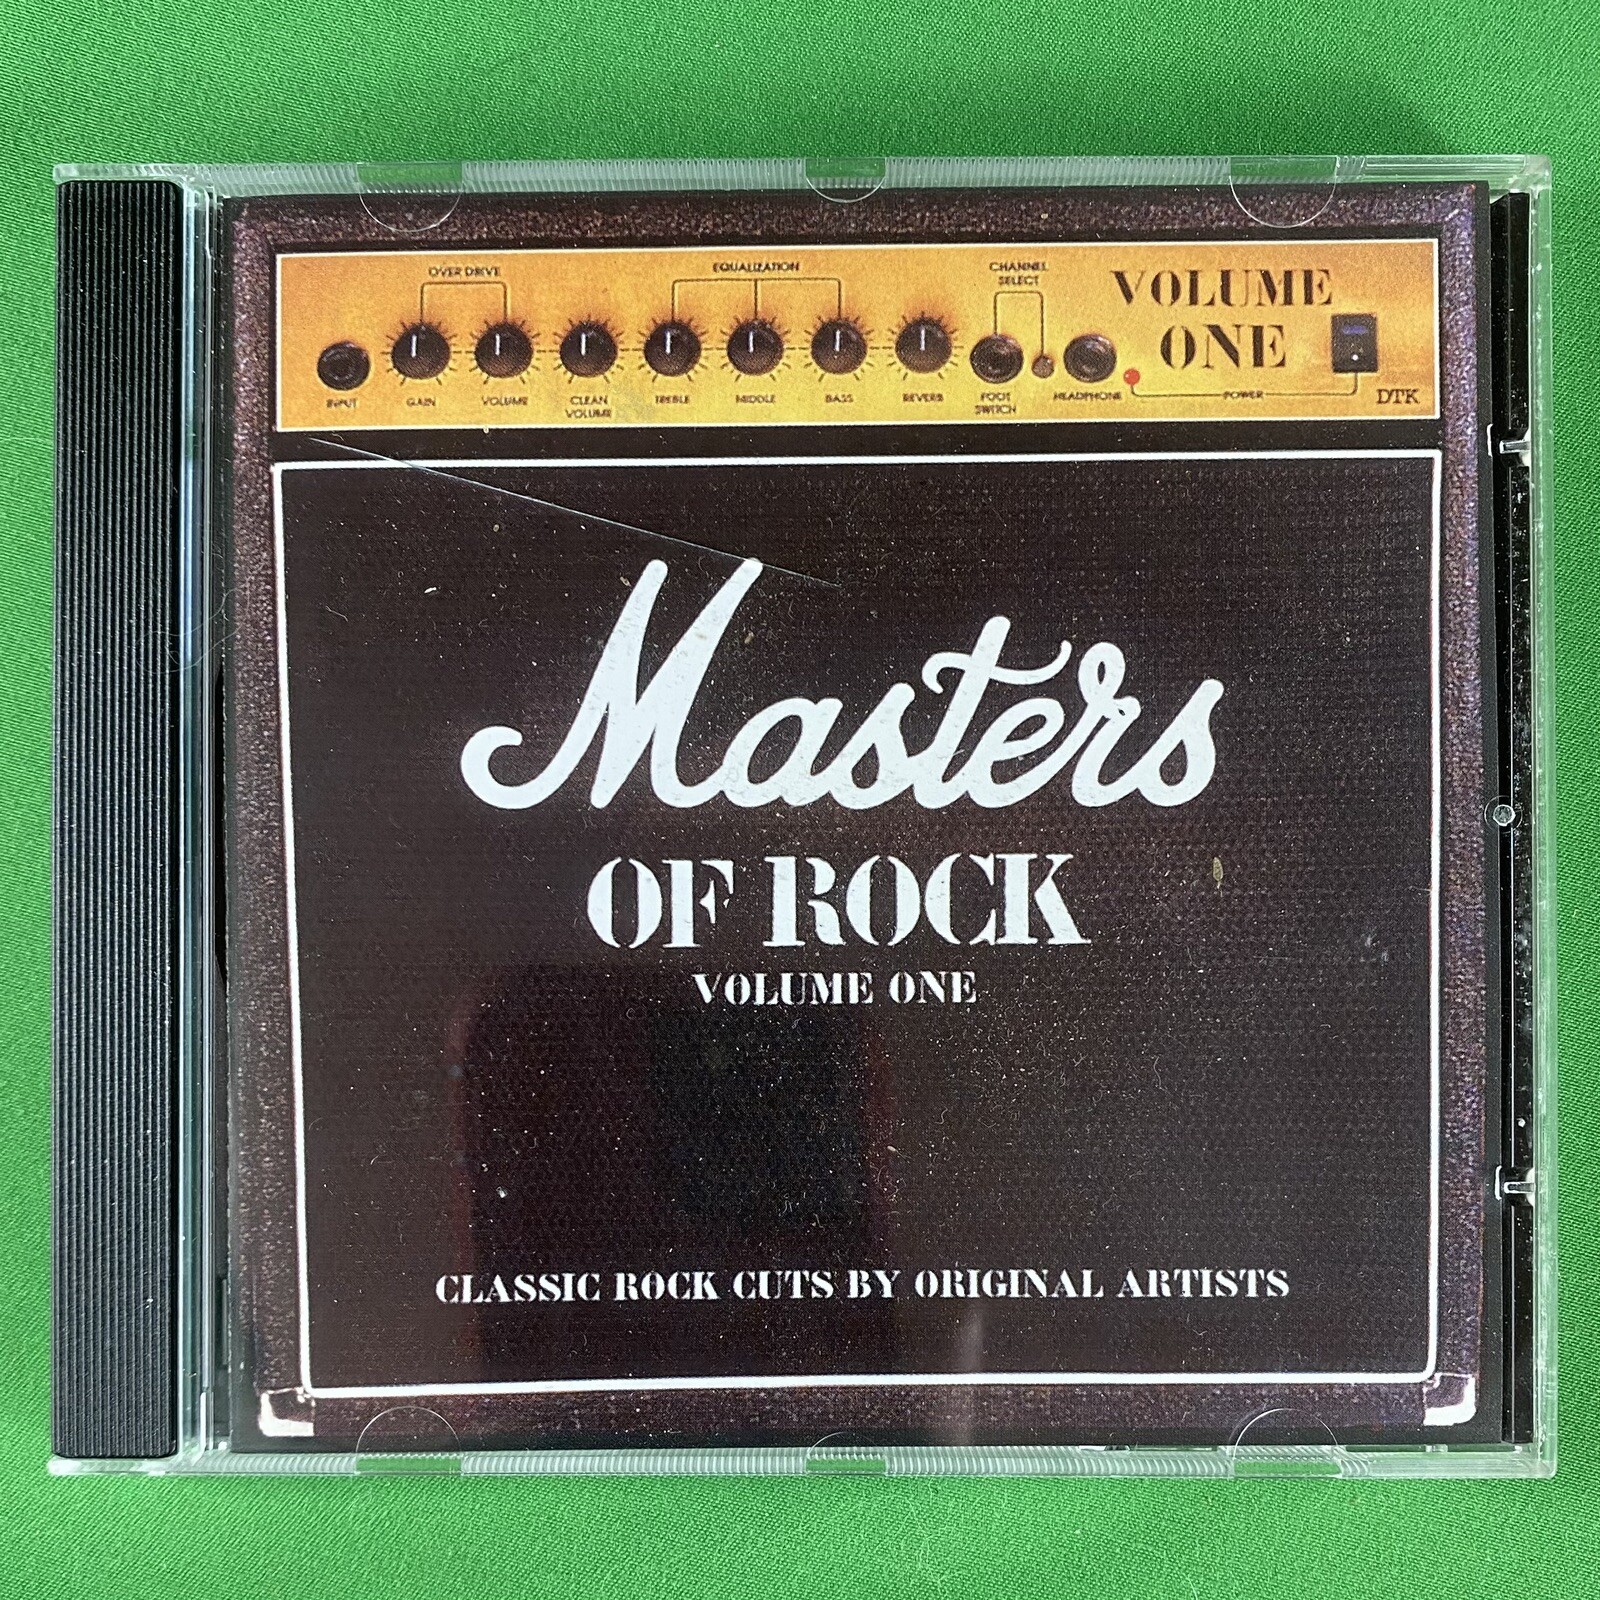 OVER DRIVE
EQUALIZATION
CHANNEL
SELECT
VOLUME
ONE
INPUT
GAIN
VOLUME
CLEAN
VOLUME
TREBLE
MIDDLE
BASS
REVERB
FOOT
SWITCH
HEADPHONE
POWER
DTK
Masters
OF ROCK
VOLUME ONE
CLASSIC ROCK CUTS BY ORIGINAL ARTISTS